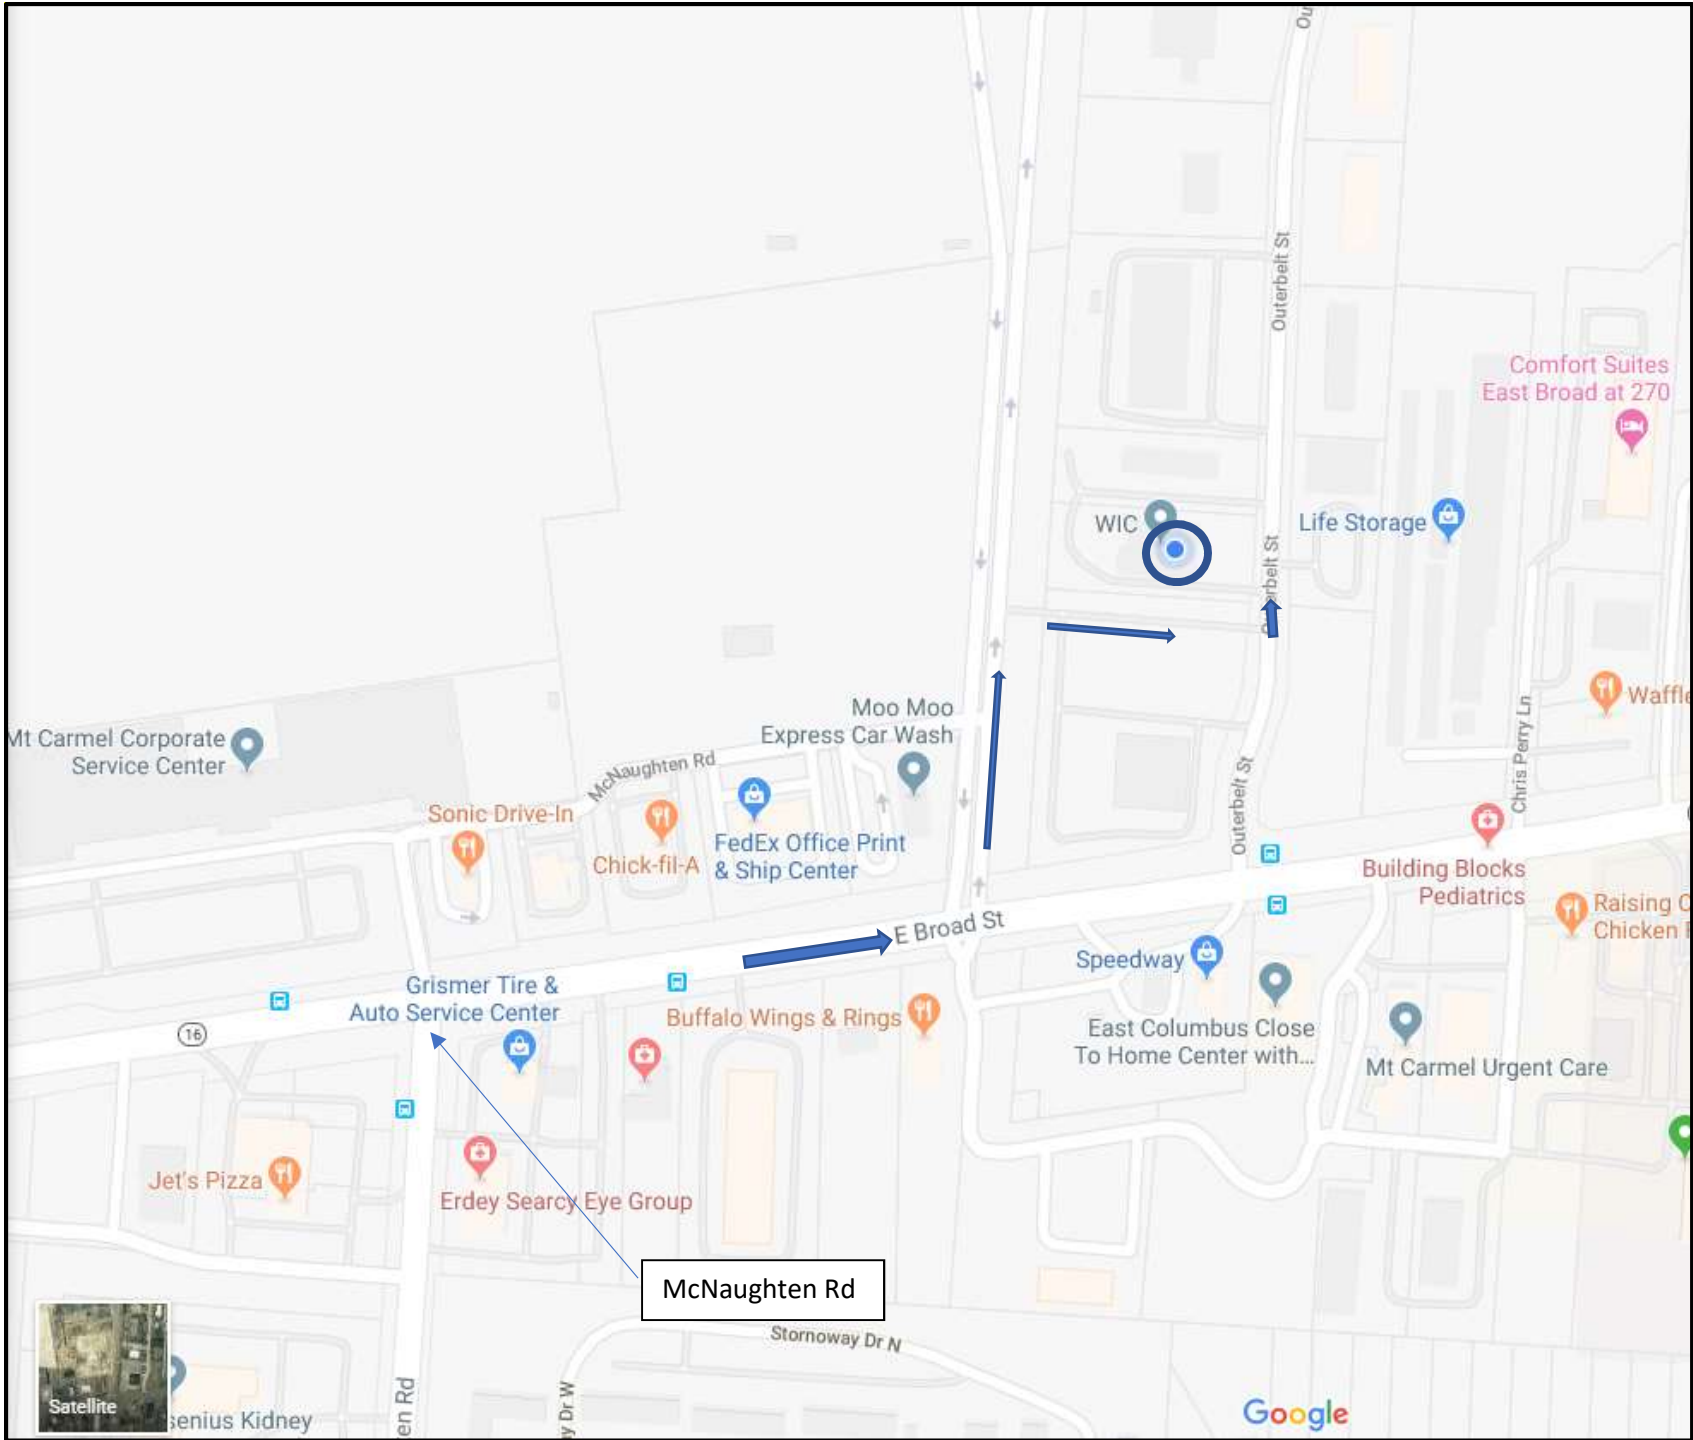 Ou
Outerbelt St
Comfort Suites
East Broad at 270
WIC
Life Storage
Outerbelt St
Waffle
Moo Moo
Express Car Wash
Mt Carmel Corporate
Service Center
McNaughten Rd
Chris Perry Ln
Sonic Drive-In
Outerbelt St
Chick-fil-A
FedEx Office Print
& Ship Center
Building Blocks
Pediatrics
Raising C
Chicken F
E Broad St
Speedway
Grismer Tire &
Auto Service Center
16
Buffalo Wings & Rings
East Columbus Close
To Home Center with...
Mt Carmel Urgent Care
Jet's Pizza
Erdey Searcy Eye Group
McNaughten Rd
Stornoway Dr N
Satellite
senius Kidney
en Rd
y Dr W
Google